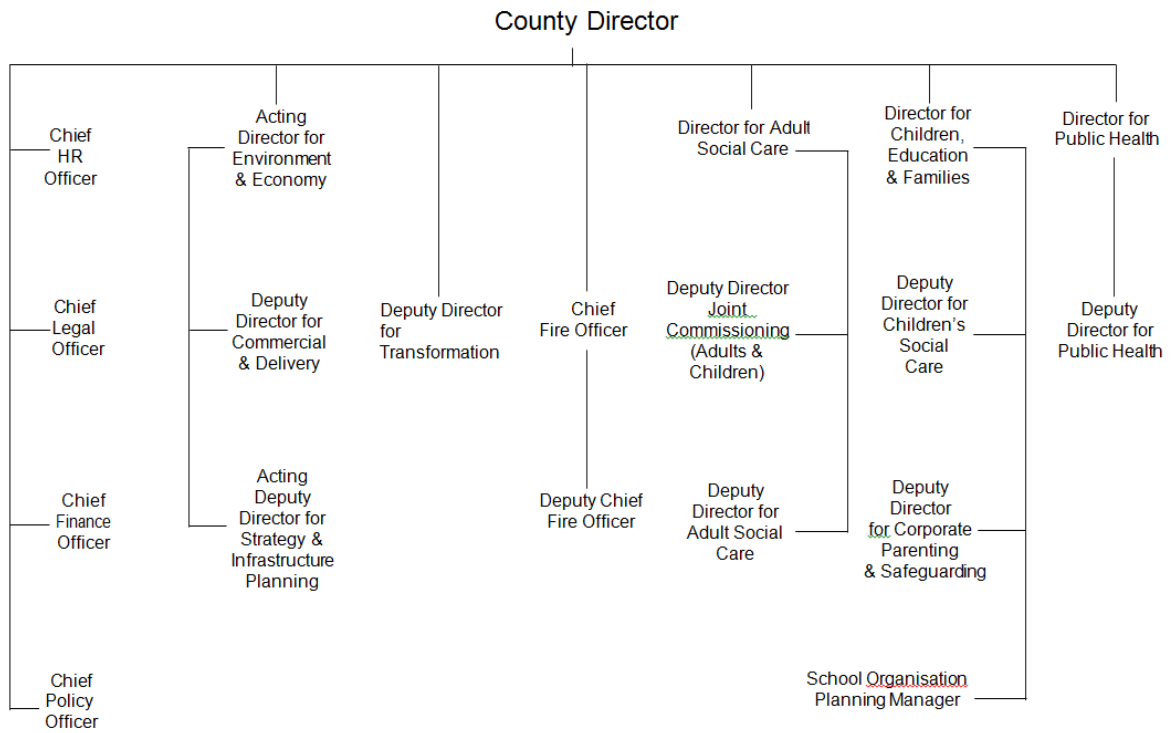 County Director
Chief
HR
Officer
Acting
Director for
Environment
& Economy
Director for Adult
Social Care
Director for
Children,
Education
& Families
Director for
Public Health
Chief
Legal
Officer
Deputy
Director for
Commercial
& Delivery
Deputy Director
for
Transformation
Chief
Fire Officer
Deputy Director
Joint
Commissioning
(Adults &
Children)
Deputy
Director for
Children's
Social
Care
Deputy
Director for
Public Health
Chief
Finance
Officer
Acting
Deputy
Director for
Strategy &
Infrastructure
Planning
Deputy Chief
Fire Officer
Deputy
Director for
Adult Social
Care
Deputy
Director
for Corporate
Parenting
& Safeguarding
Chief
Policy
Officer
School Organisation
Planning Manager